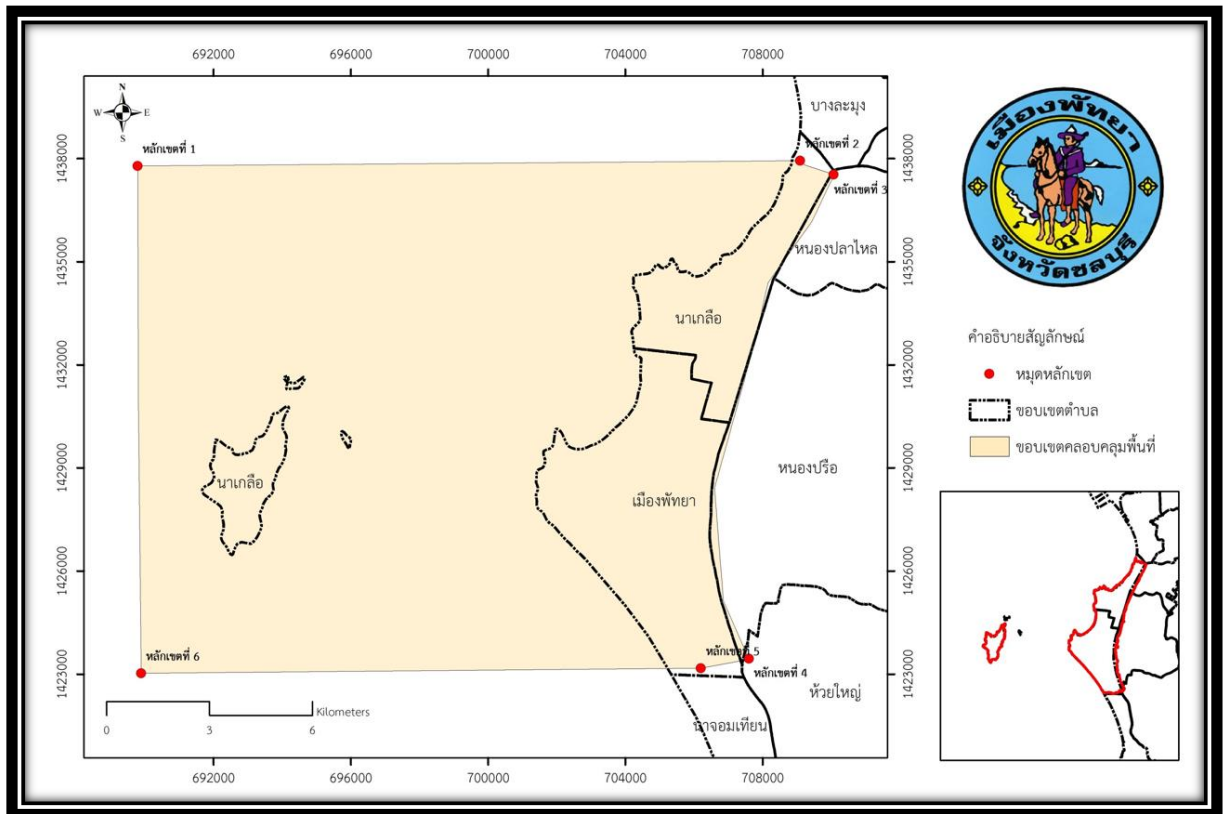 692000 696000 700000 704000 708000
N
W E
S
บางละมุง
หลักเขตที่ 1
หลักเขตที่ 2
หลักเขตที่ 3
1438000
1438000
หนองปลาไหล
1435000
1435000
นาเกลือ
1432000
1432000
นาเกลือ
เมืองพัทยา
หนองปรือ
1429000
1429000
1426000
1426000
หลักเขตที่ 6
หลักเขตที่ 5
หลักเขตที่ 4
1423000
1423000
ห้วยใหญ่
นาจอมเทียน
Kilometers
0 3 6
692000 696000 700000 704000 708000
เมืองพัทยา
จังหวัดชลบุรี
คำอธิบายสัญลักษณ์
หมุดหลักเขต
ขอบเขตตำบล
ขอบเขตคลอบคลุมพื้นที่